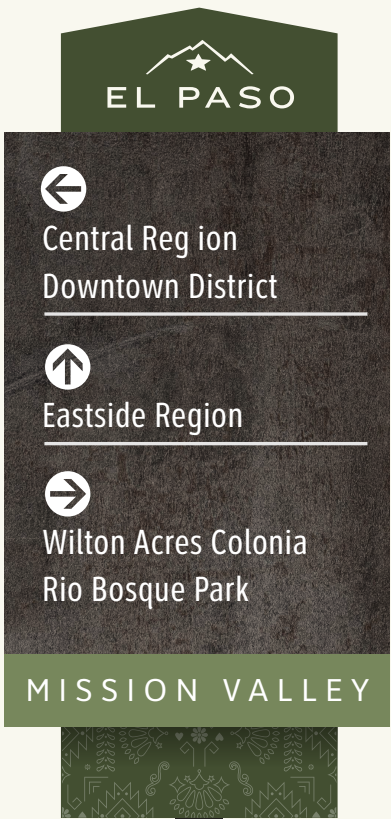 EL PASO
Central Reg ion
Downtown District
Eastside Region
Wilton Acres Colonia
Rio Bosque Park
MISSION VALLEY